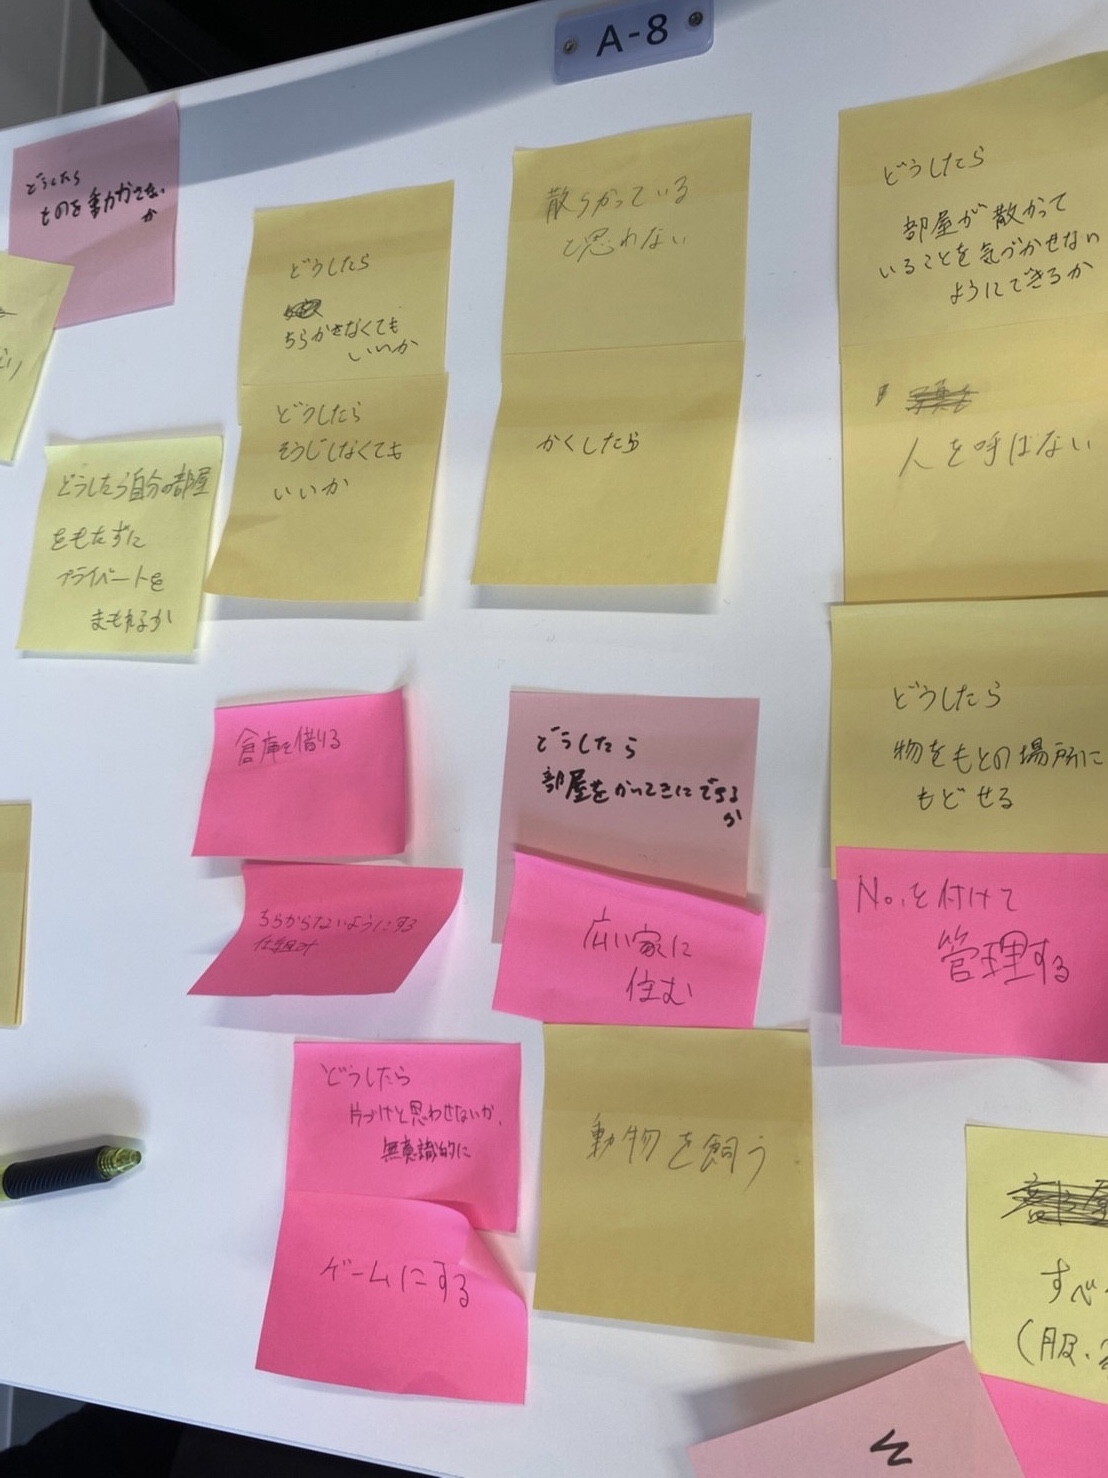 A-8
どうしたら
ものを動かさない
か
どうしたら
ちらかさなくても
いいか
どうしたら
そうじしなくても
いいか
散らかっている
と思わない
かくしたら
どうしたら
部屋が散かって
いることを気づかせない
ようにできるか
人を呼ばない
どうしたら自分の部屋
をもたずに
プライベートを
まもれるか
倉庫を借りる
ちらからないようにする
仕組み
どうしたら
部屋をかってきにできる
か
広い家に
住む
どうしたら
物をもとの場所に
もどせる
No.を付けて
管理する
どうしたら
片づけと思わせないか、
無意識的に
ゲームにする
動物を飼う
すべ
(服、